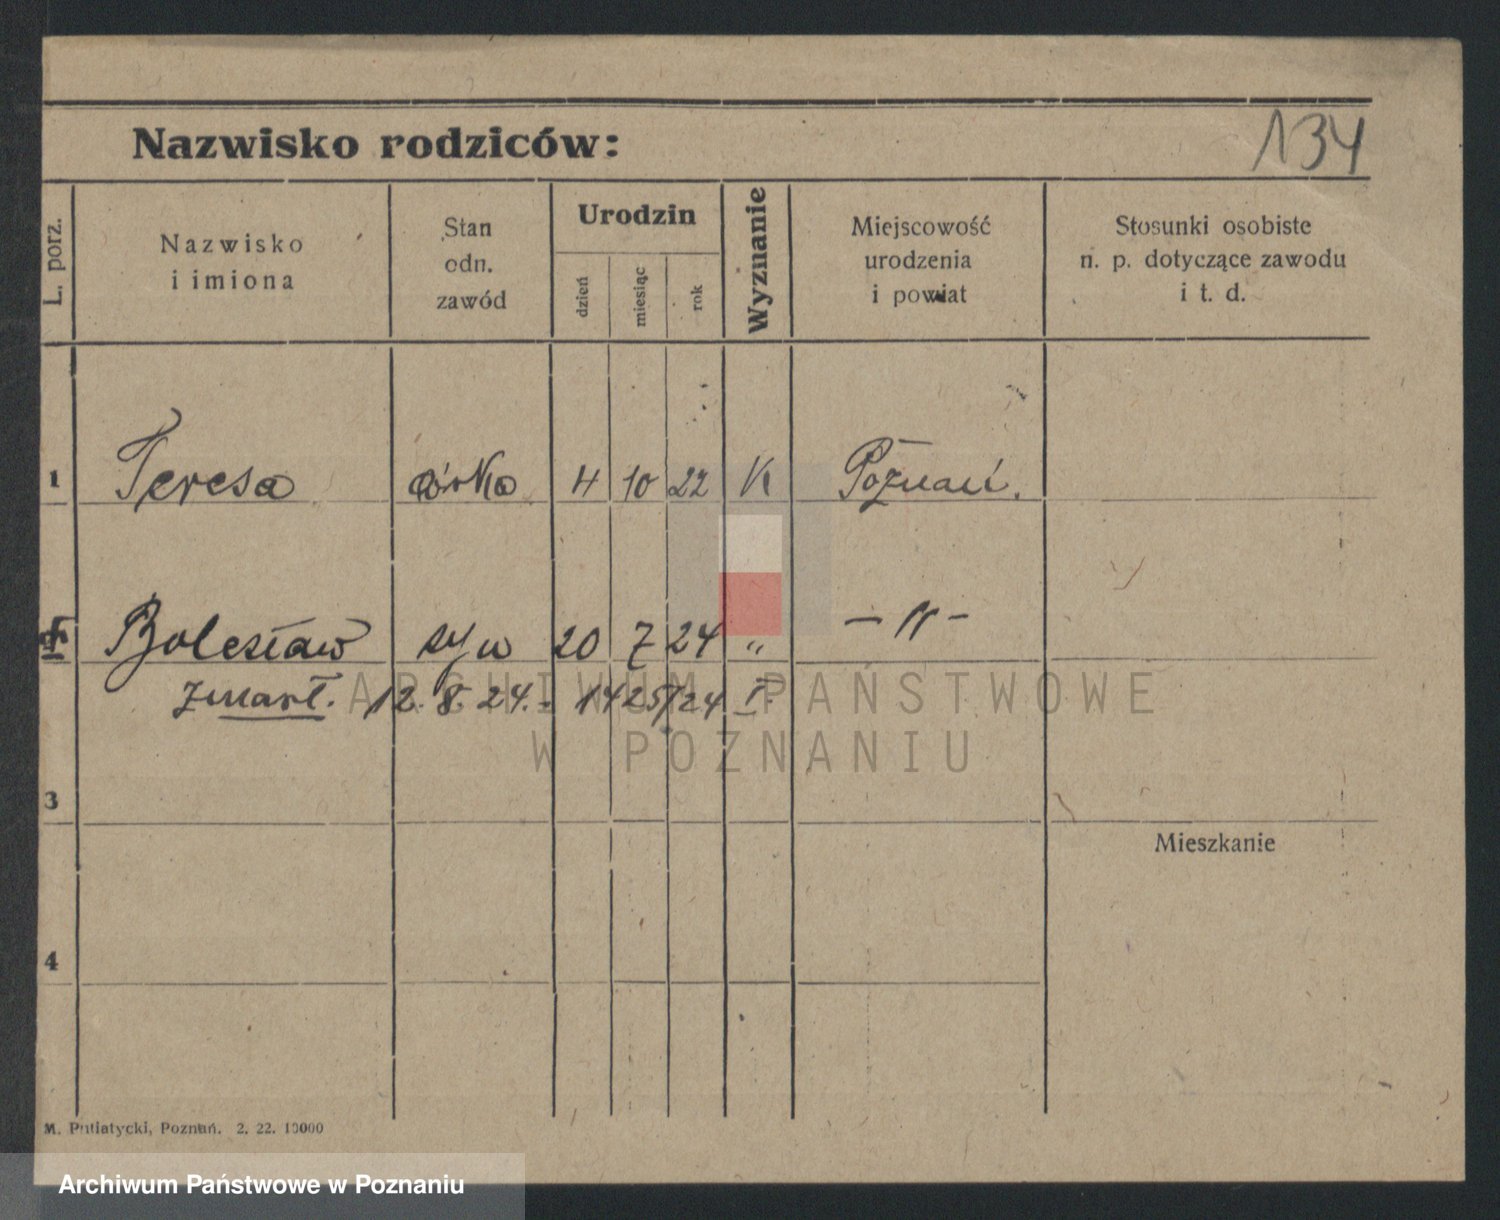 Nazwisko rodziców:
134
L. porz.
Nazwisko
i imiona
Stan
odn.
zawód
Urodzin
dzień
miesiąc
rok
Wyznanie
Miejscowość
urodzenia
i powiat
Stosunki osobiste
n. p. dotyczące zawodu
i t. d.
1 Teresa córka 4 10 22 K Poznań.
Bolesław syn 20 7 24 " - " -
zmarł. 12. 8. 24. - 1425/24 I.
ARCHIWUM PAŃSTWOWE
W POZNANIU
3
Mieszkanie
4
M. Putiatycki, Poznań. 2. 22. 10000
Archiwum Państwowe w Poznaniu